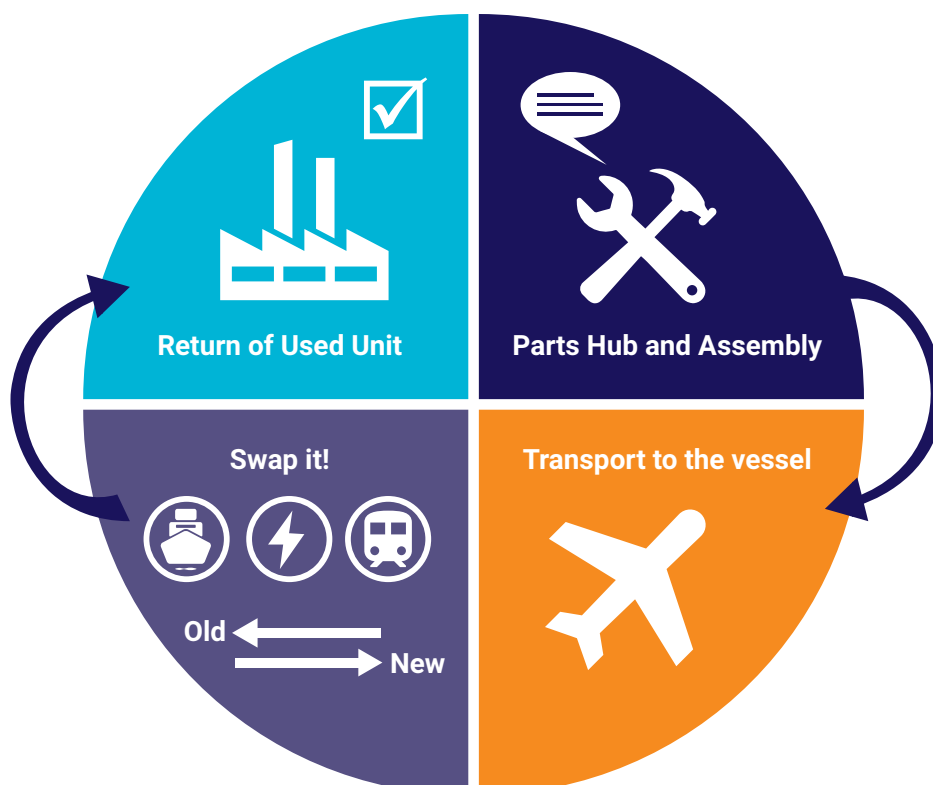 Return of Used Unit
Parts Hub and Assembly
Swap it!
Transport to the vessel
Old
New